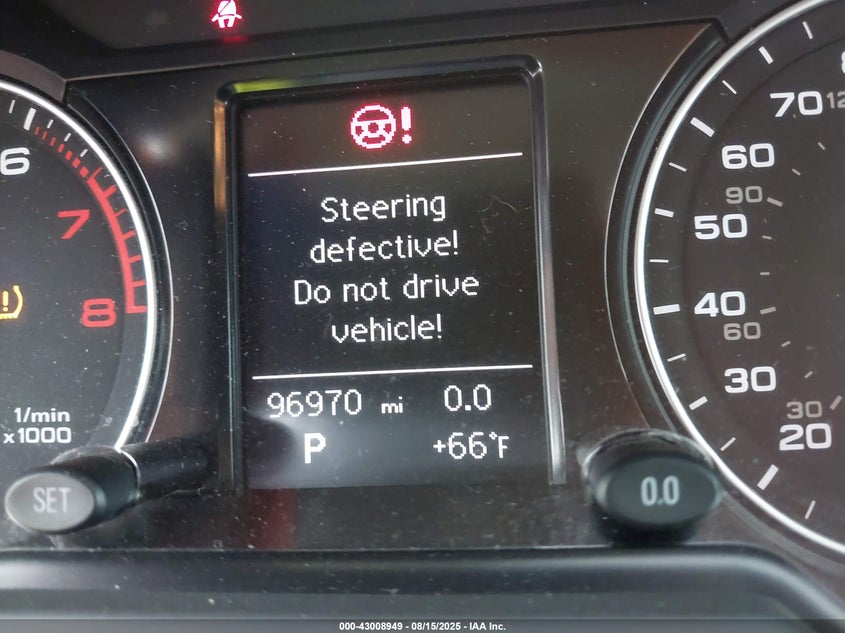 Steering
defective!
Do not drive
vehicle!
96970 mi 0.0
P +66°F
6
7
8
1/min
x1000
SET
0.0
70
60
90
50
40
60
30
30
20
000-43008949 - 08/15/2025 - IAA Inc.